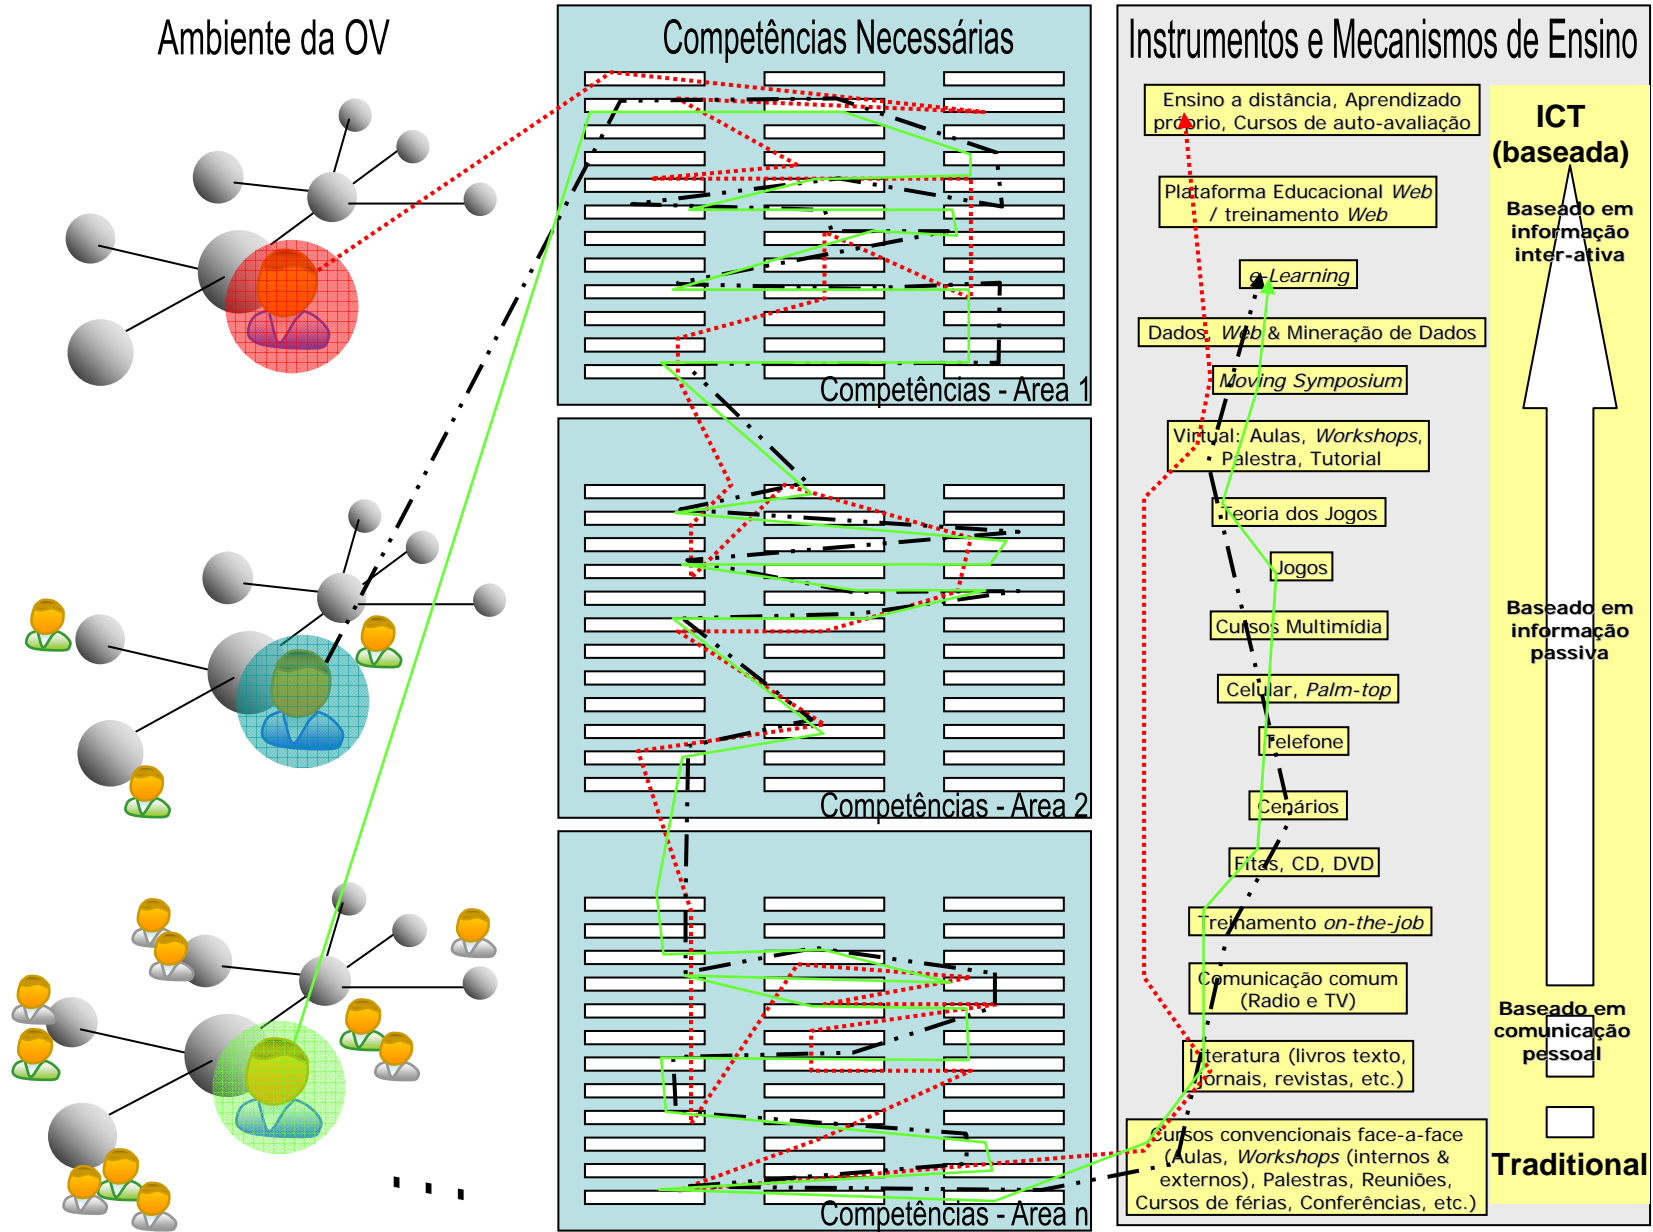 Ambiente da OV
Competências Necessárias
Competências - Area 1
Competências - Area 2
Competências - Area n
. . .
Instrumentos e Mecanismos de Ensino
Ensino a distância, Aprendizado
próprio, Cursos de auto-avaliação
Plataforma Educacional Web
/ treinamento Web
e-Learning
Dados, Web & Mineração de Dados
Moving Symposium
Virtual: Aulas, Workshops,
Palestra, Tutorial
Teoria dos Jogos
Jogos
Cursos Multimídia
Celular, Palm-top
Telefone
Cenários
Fitas, CD, DVD
Treinamento on-the-job
Comunicação comum
(Radio e TV)
Literatura (livros texto,
jornais, revistas, etc.)
Cursos convencionais face-a-face
(Aulas, Workshops (internos &
externos), Palestras, Reuniões,
Cursos de férias, Conferências, etc.)
ICT
(baseada)
Baseado em
informação
inter-ativa
Baseado em
informação
passiva
Baseado em
comunicação
pessoal
Traditional